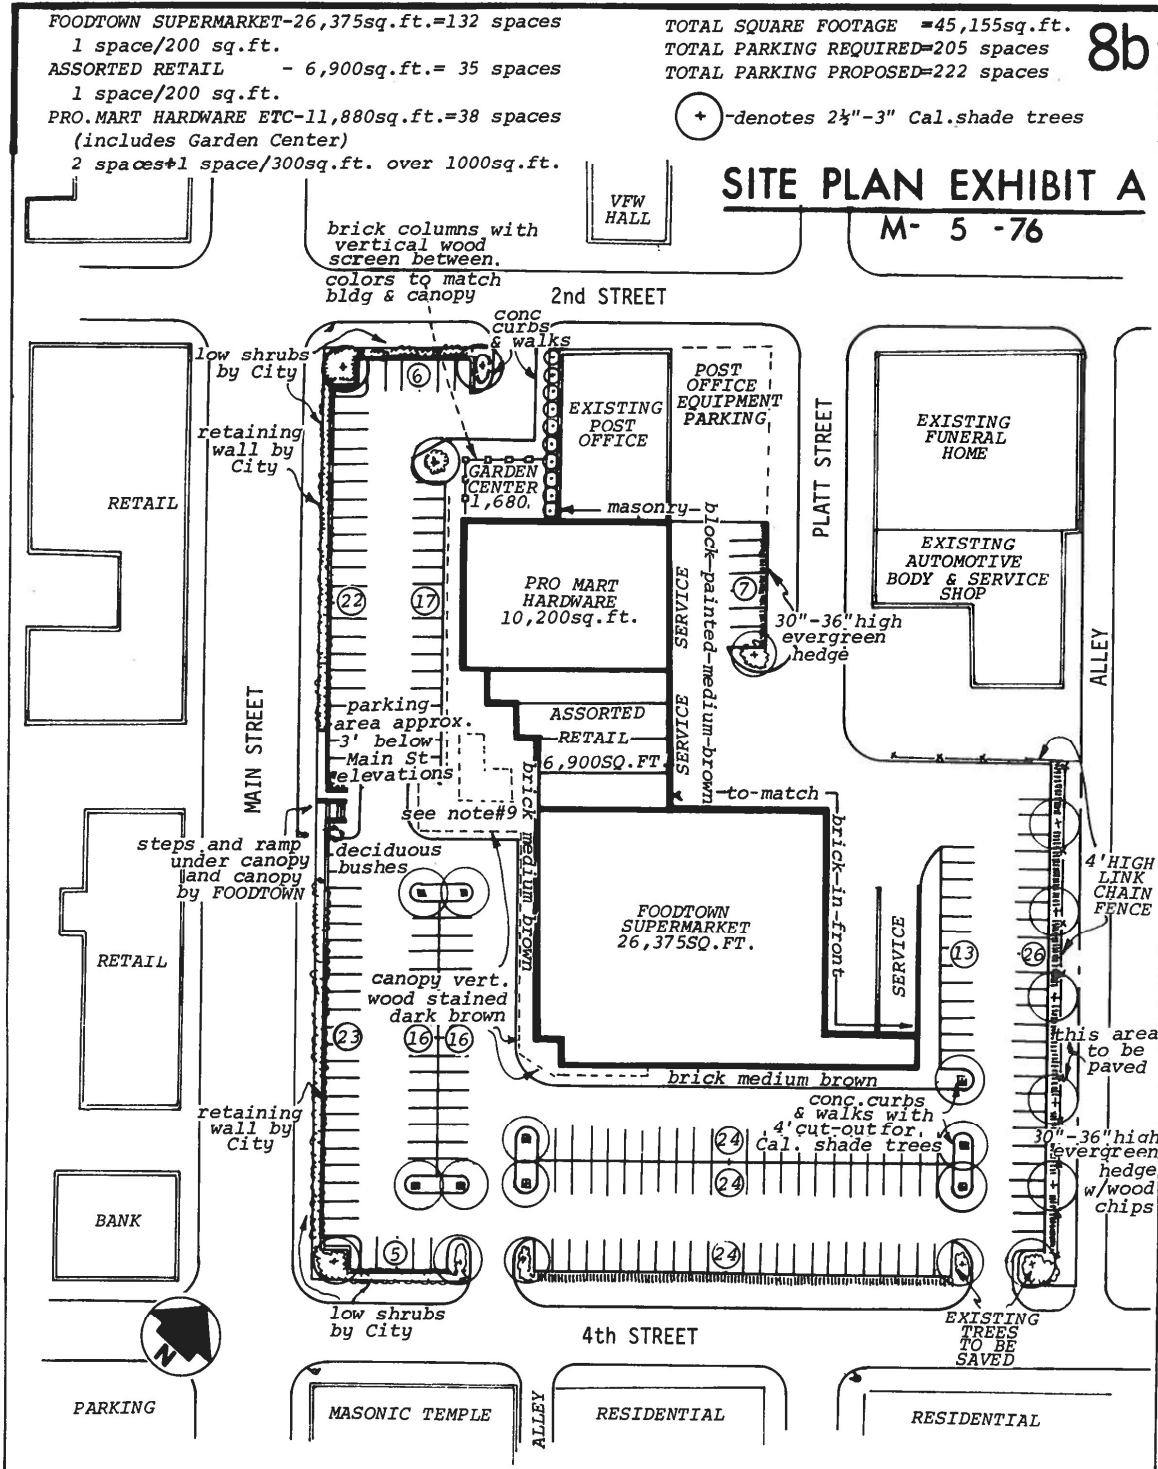 FOODTOWN SUPERMARKET-26,375sq.ft.=132 spaces
1 space/200 sq.ft.
ASSORTED RETAIL - 6,900sq.ft.= 35 spaces
1 space/200 sq.ft.
PRO.MART HARDWARE ETC-11,880sq.ft.=38 spaces
(includes Garden Center)
2 spaces+1 space/300sq.ft. over 1000sq.ft.
TOTAL SQUARE FOOTAGE =45,155sq.ft.
TOTAL PARKING REQUIRED=205 spaces
TOTAL PARKING PROPOSED=222 spaces
8b
+ -denotes 2½"-3" Cal.shade trees
SITE PLAN EXHIBIT A
M- 5 -76
VFW
HALL
brick columns with
vertical wood
screen between.
colors to match
bldg & canopy
2nd STREET
conc
curbs
& walks
low shrubs
by City
6
retaining
wall by
City
RETAIL
EXISTING
POST
OFFICE
POST
OFFICE
EQUIPMENT
PARKING
PLATT STREET
EXISTING
FUNERAL
HOME
GARDEN
CENTER
1,680.
masonry
block-painted-medium-brown
EXISTING
AUTOMOTIVE
BODY & SERVICE
SHOP
PRO MART
HARDWARE
10,200sq.ft.
SERVICE
7
22
17
30"-36"high
evergreen
hedge
ALLEY
MAIN STREET
parking
area approx.
3' below
Main St
elevations
ASSORTED
RETAIL
6,900SQ.FT.
SERVICE
see note#9
brick medium brown
to match
brick-in-front
steps and ramp
under canopy
and canopy
by FOODTOWN
deciduous
bushes
4'HIGH
LINK
CHAIN
FENCE
FOODTOWN
SUPERMARKET
26,375SQ.FT.
SERVICE
RETAIL
13
26
canopy vert.
wood stained
dark brown
23
16
16
this area
to be
paved
brick medium brown
conc.curbs
& walks with
4'cut-out for
Cal. shade trees
retaining
wall by
City
24
24
30"-36"high
evergreen
hedge
w/wood
chips
BANK
5
24
low shrubs
by City
N
4th STREET
EXISTING
TREES
TO BE
SAVED
PARKING
MASONIC TEMPLE
ALLEY
RESIDENTIAL
RESIDENTIAL